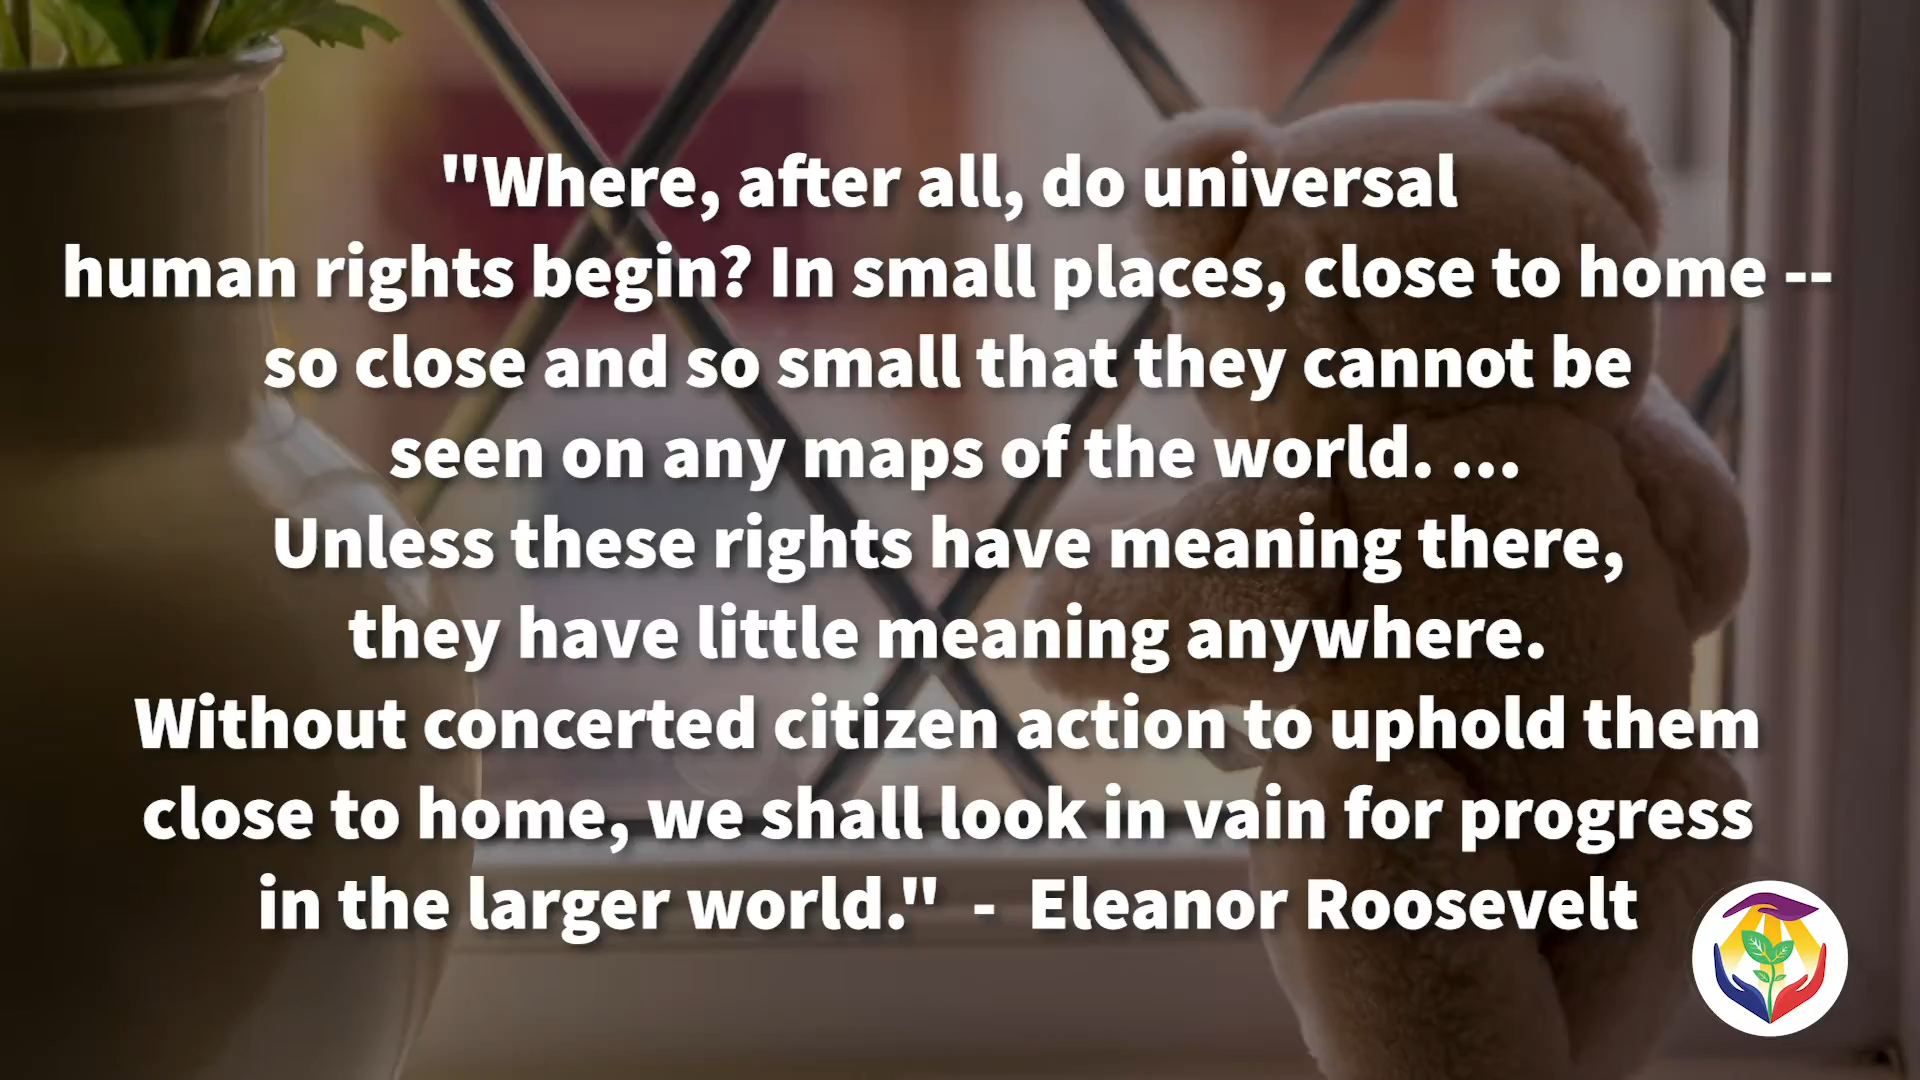 "Where, after all, do universal
human rights begin? In small places, close to home --
so close and so small that they cannot be
seen on any maps of the world. ...
Unless these rights have meaning there,
they have little meaning anywhere.
Without concerted citizen action to uphold them
close to home, we shall look in vain for progress
in the larger world." - Eleanor Roosevelt